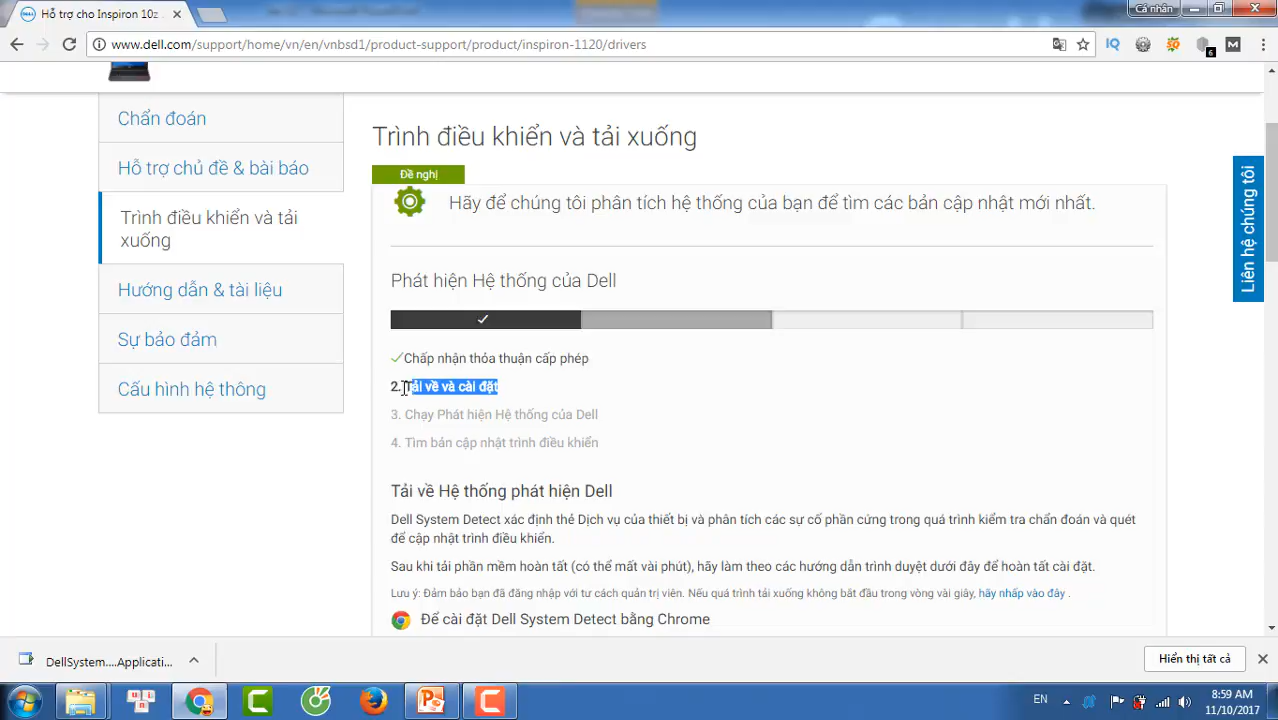 Hỗ trợ cho Inspiron 10z
Cá nhân
www.dell.com/support/home/vn/en/vnbsd1/product-support/product/inspiron-1120/drivers
6
Chẩn đoán
Hỗ trợ chủ đề & bài báo
Trình điều khiển và tải
xuống
Hướng dẫn & tài liệu
Sự bảo đảm
Cấu hình hệ thông
Trình điều khiển và tải xuống
Đề nghị
Hãy để chúng tôi phân tích hệ thống của bạn để tìm các bản cập nhật mới nhất.
Phát hiện Hệ thống của Dell
Chấp nhận thỏa thuận cấp phép
2. Tải về và cài đặt
3. Chạy Phát hiện Hệ thống của Dell
4. Tìm bản cập nhật trình điều khiển
Tải về Hệ thống phát hiện Dell
Dell System Detect xác định thẻ Dịch vụ của thiết bị và phân tích các sự cố phần cứng trong quá trình kiểm tra chẩn đoán và quét
để cập nhật trình điều khiển.
Sau khi tải phần mềm hoàn tất (có thể mất vài phút), hãy làm theo các hướng dẫn trình duyệt dưới đây để hoàn tất cài đặt.
Lưu ý: Đảm bảo bạn đã đăng nhập với tư cách quản trị viên. Nếu quá trình tải xuống không bắt đầu trong vòng vài giây, hãy nhấp vào đây .
Để cài đặt Dell System Detect bằng Chrome
Liên hệ chúng tôi
DellSystem....Applicati...
Hiển thị tất cả
EN
8:59 AM
11/10/2017